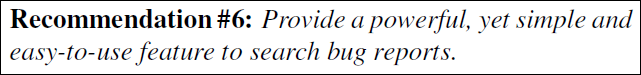 Recommendation #6: Provide a powerful, yet simple and
easy-to-use feature to search bug reports.